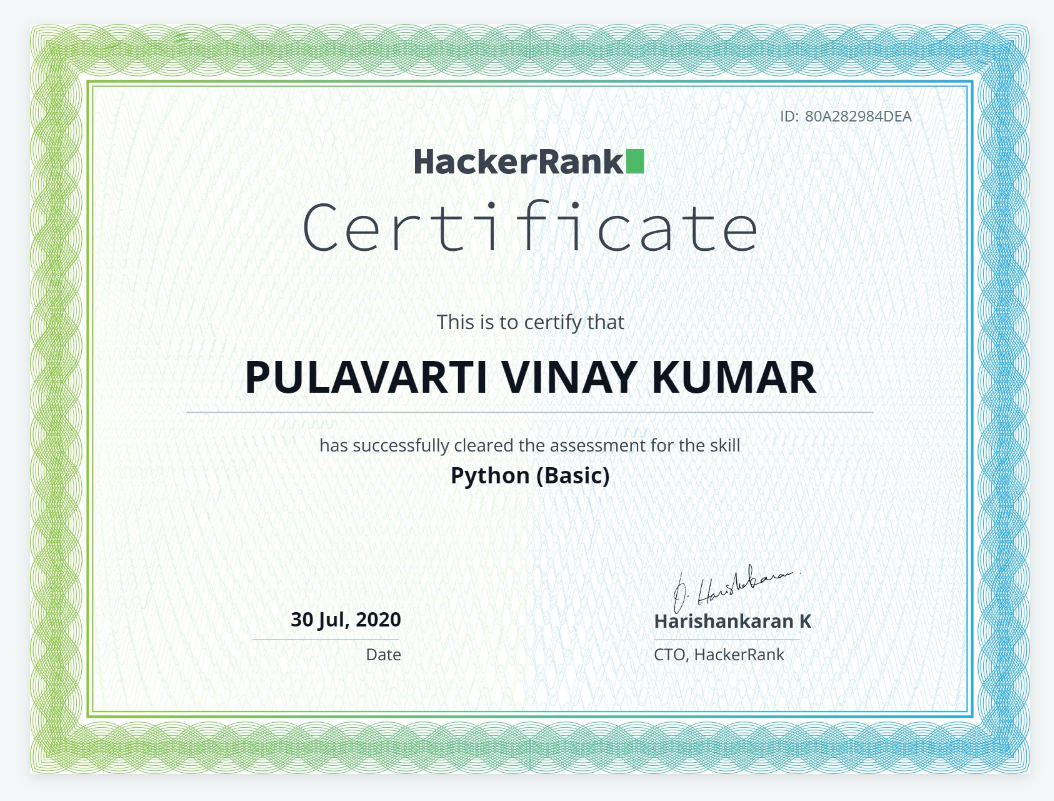 ID: 80A282984DEA
HackerRank
Certificate
This is to certify that
PULAVARTI VINAY KUMAR
has successfully cleared the assessment for the skill
Python (Basic)
30 Jul, 2020
Date
Harishankaran
Harishankaran K
CTO, HackerRank